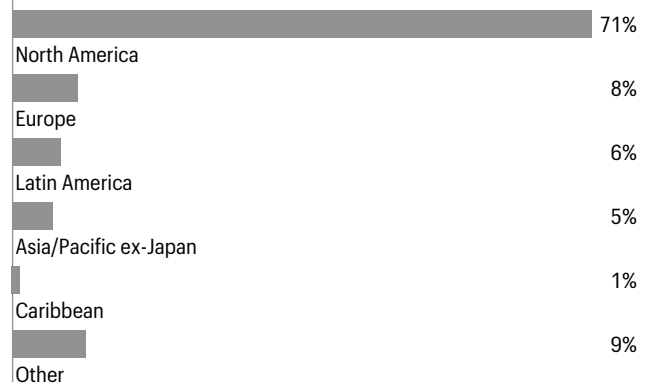 71%
North America
8%
Europe
6%
Latin America
5%
Asia/Pacific ex-Japan
1%
Caribbean
9%
Other